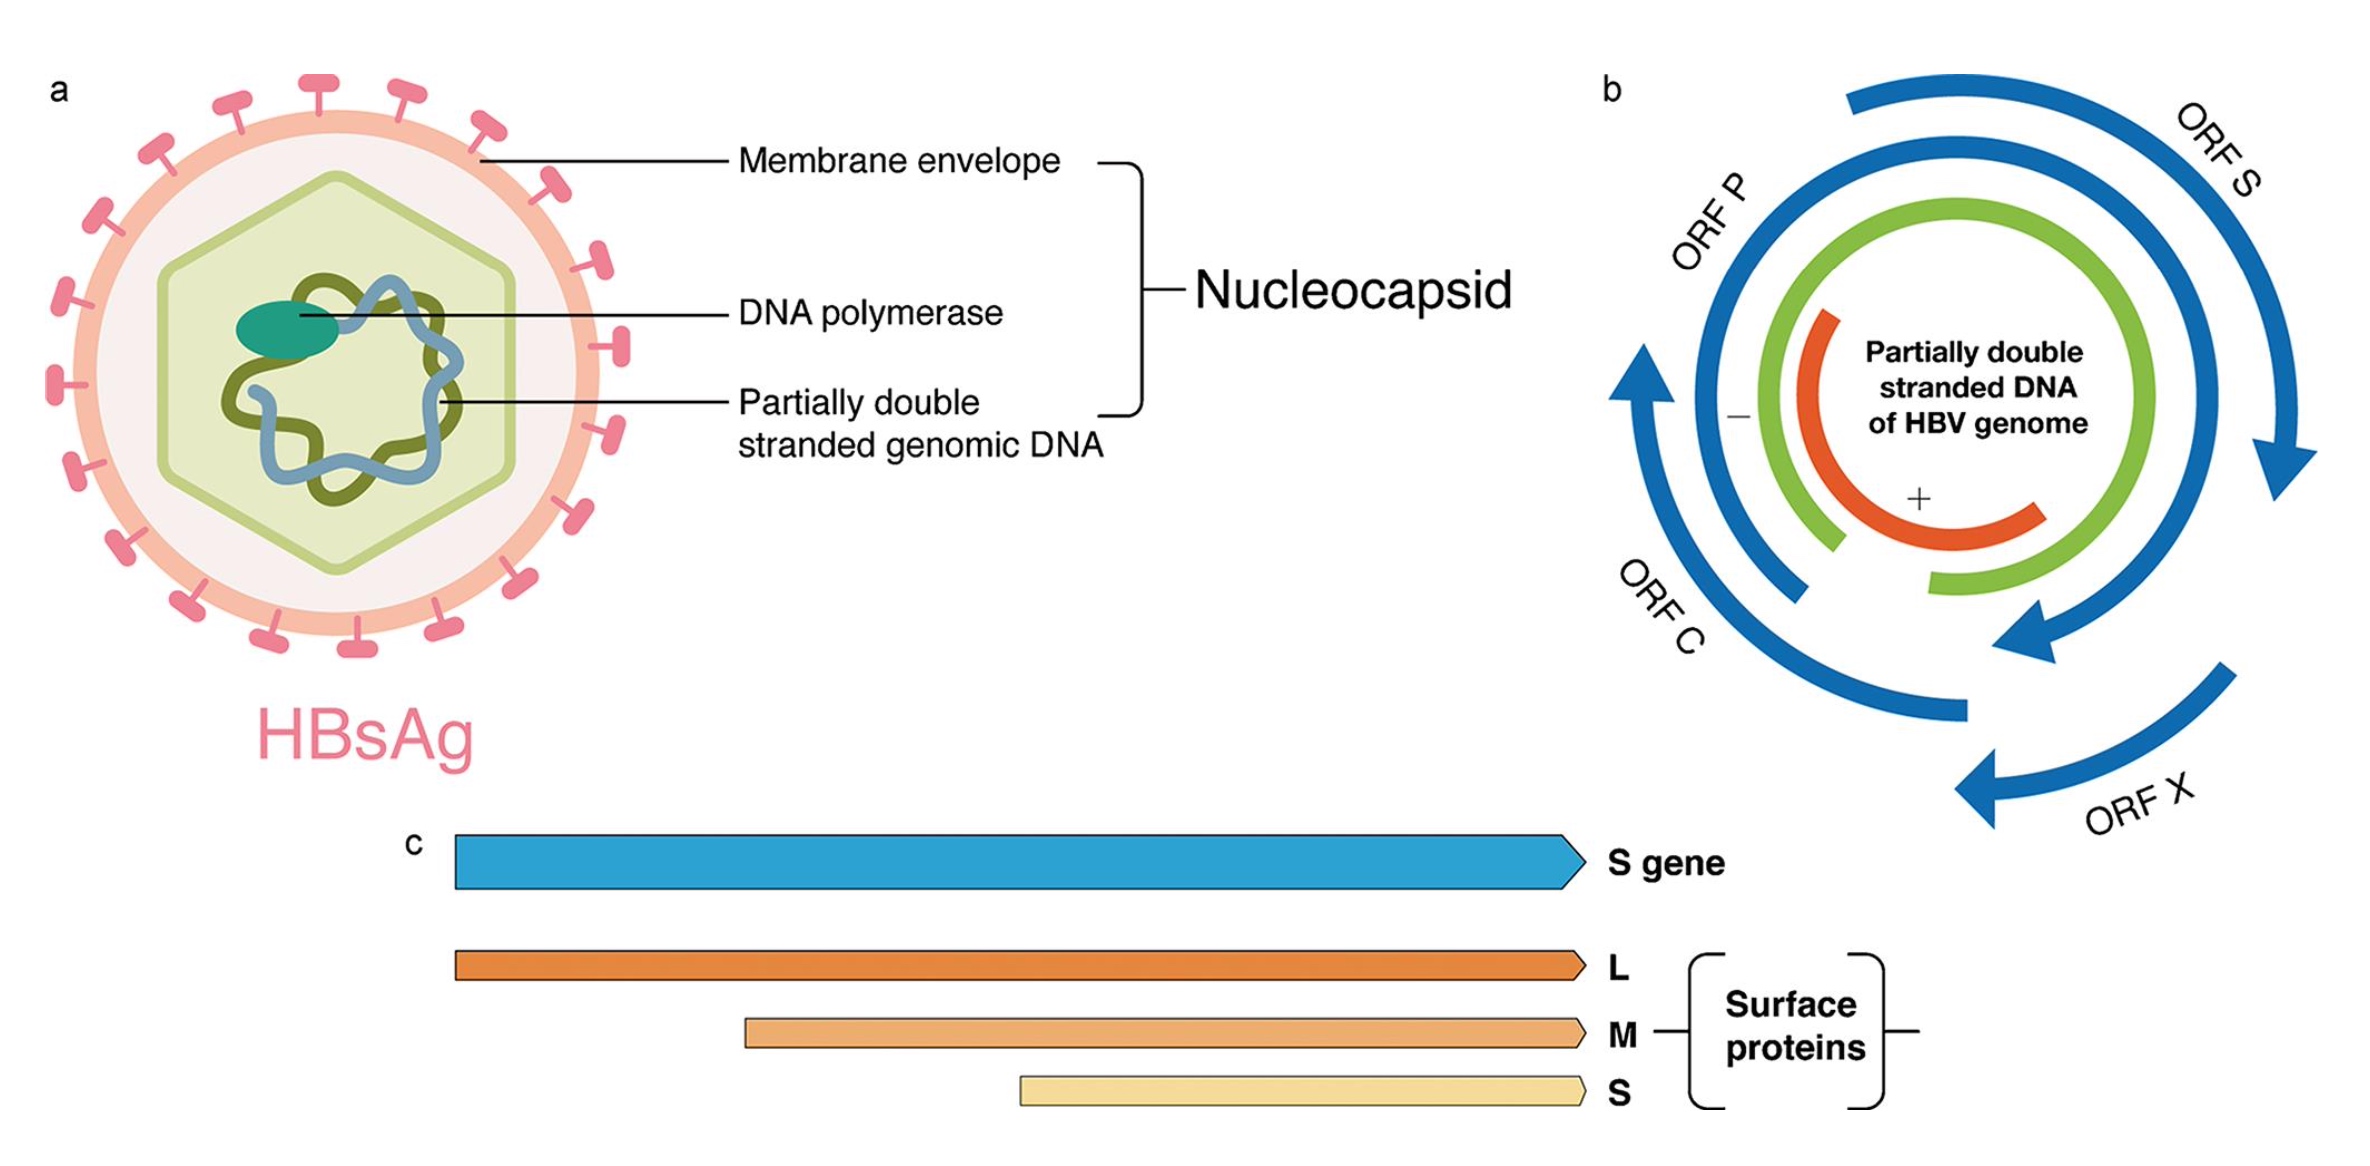 a
Membrane envelope
DNA polymerase
Partially double
stranded genomic DNA
Nucleocapsid
HBsAg
b
ORF S
ORF P
Partially double
stranded DNA
of HBV genome
−
+
ORF C
ORF X
c
S gene
L
M
S
Surface
proteins